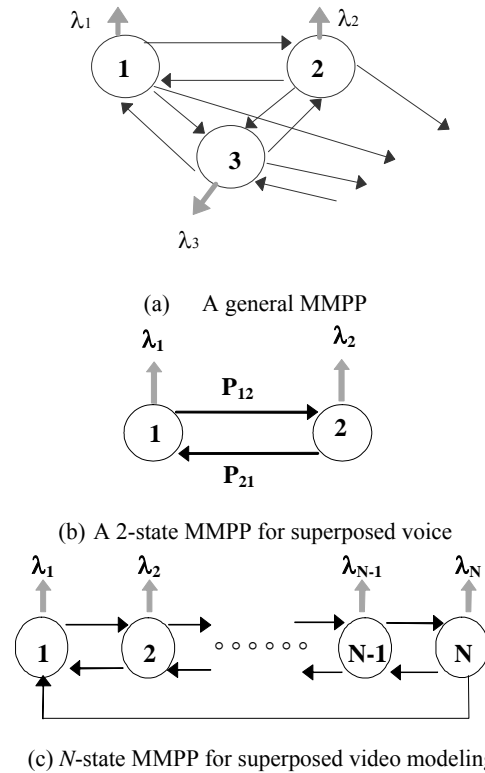 λ1 λ2
1 2
3
λ3
(a) A general MMPP
λ1 λ2
P12
1 2
P21
(b) A 2-state MMPP for superposed voice
λ1 λ2 λN-1 λN
1 2 N-1 N
(c) N-state MMPP for superposed video modeling